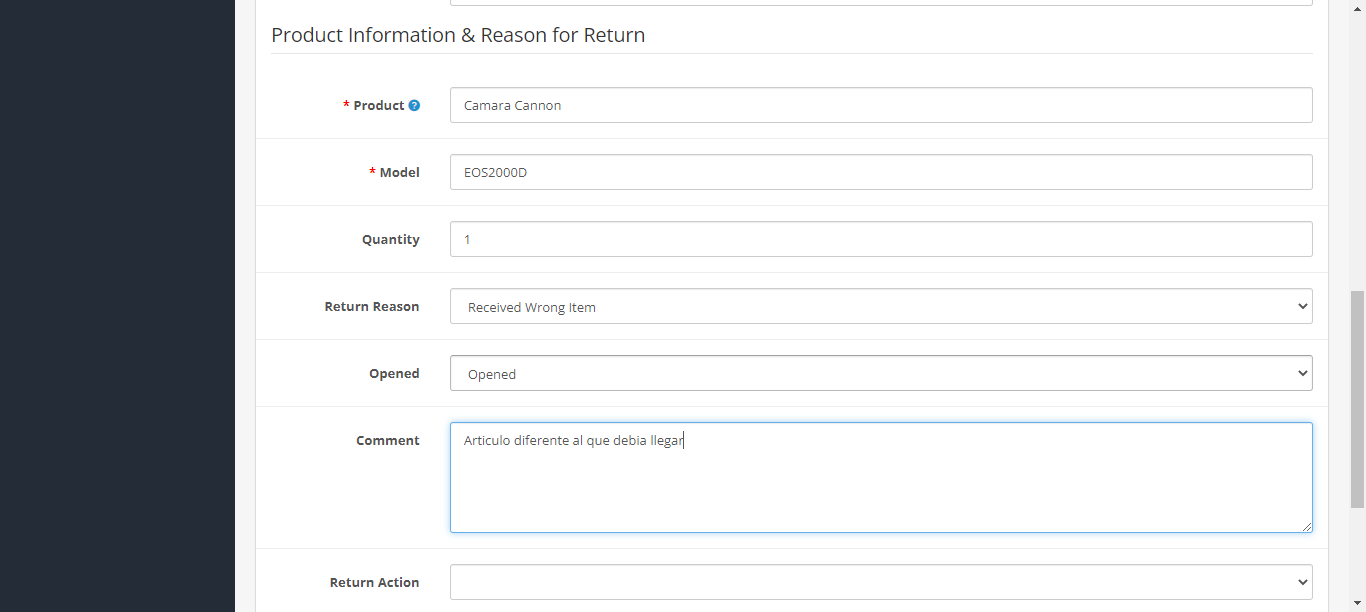 Product Information & Reason for Return
* Product ?
Camara Cannon
* Model
EOS2000D
Quantity
1
Return Reason
Received Wrong Item
Opened
Opened
Comment
Articulo diferente al que debia llegar
Return Action